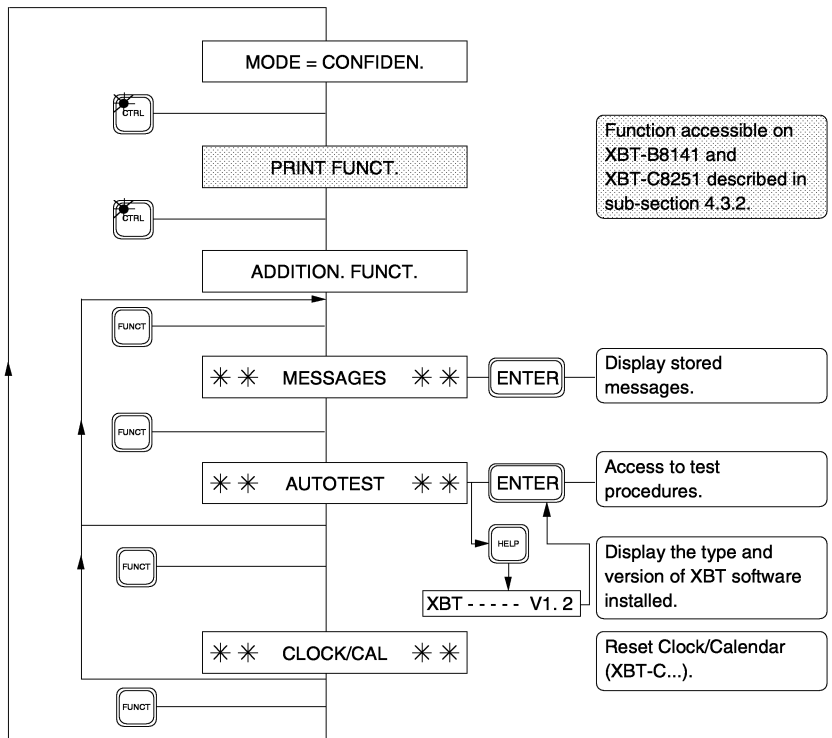 MODE = CONFIDEN.
CTRL
Function accessible on
XBT-B8141 and
XBT-C8251 described in
sub-section 4.3.2.
PRINT FUNCT.
CTRL
ADDITION. FUNCT.
FUNCT
✳ ✳ MESSAGES ✳ ✳
ENTER
Display stored
messages.
FUNCT
✳ ✳ AUTOTEST ✳ ✳
ENTER
Access to test
procedures.
HELP
FUNCT
Display the type and
version of XBT software
installed.
XBT - - - - - V1. 2
✳ ✳ CLOCK/CAL ✳ ✳
Reset Clock/Calendar
(XBT-C...).
FUNCT